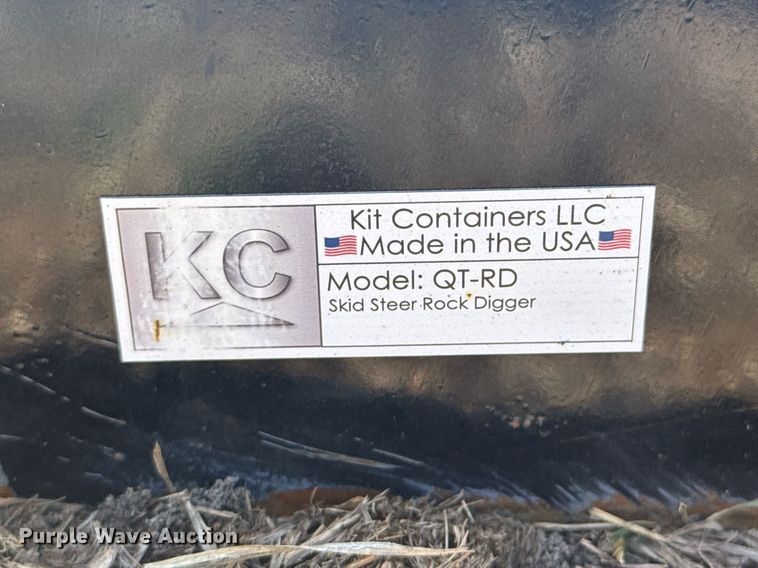 KC
Kit Containers LLC
Made in the USA
Model: QT-RD
Skid Steer Rock Digger
Purple Wave Auction